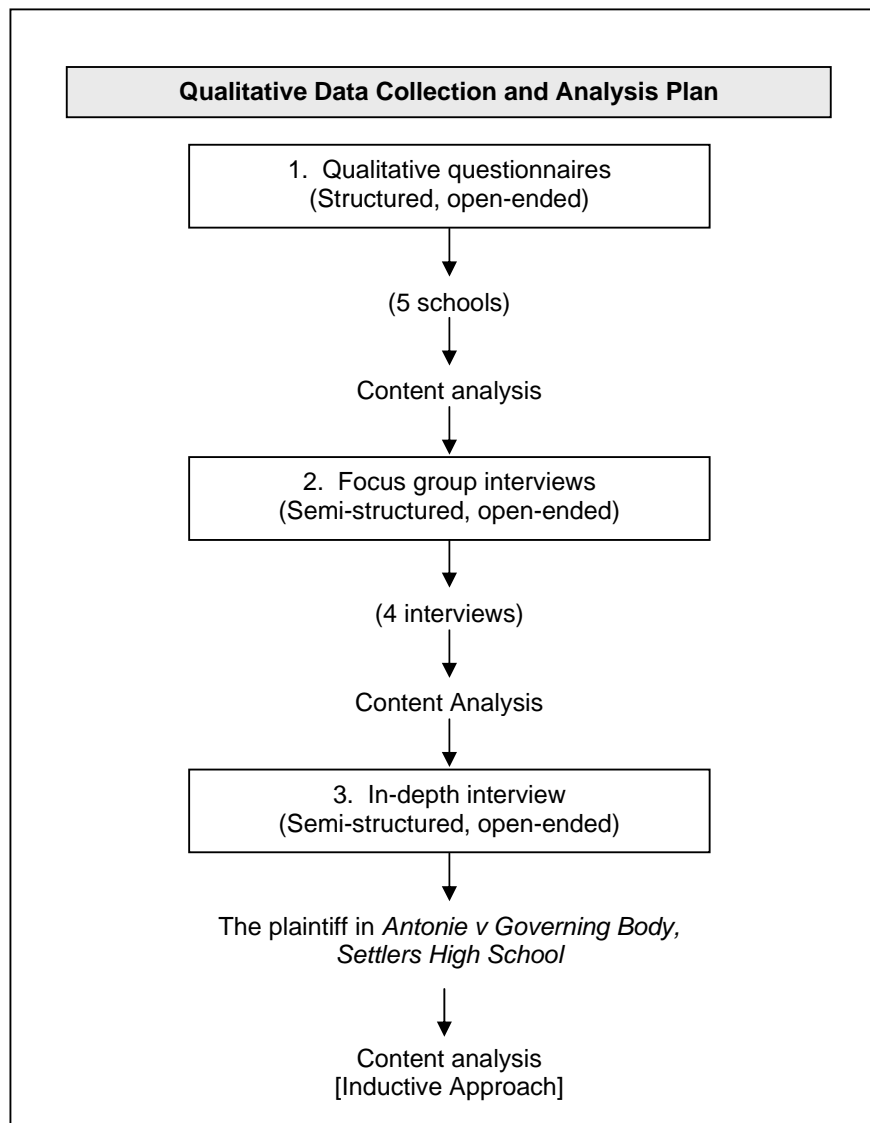 Qualitative Data Collection and Analysis Plan
1. Qualitative questionnaires
(Structured, open-ended)
(5 schools)
Content analysis
2. Focus group interviews
(Semi-structured, open-ended)
(4 interviews)
Content Analysis
3. In-depth interview
(Semi-structured, open-ended)
The plaintiff in Antonie v Governing Body,
Settlers High School
Content analysis
[Inductive Approach]